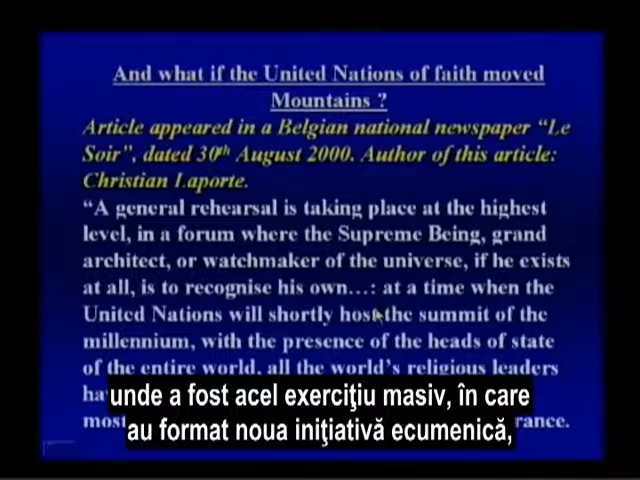 And what if the United Nations of faith moved
Mountains ?
Article appeared in a Belgian national newspaper “Le
Soir”, dated 30th August 2000. Author of this article:
Christian Laporte.
“A general rehearsal is taking place at the highest
level, in a forum where the Supreme Being, grand
architect, or watchmaker of the universe, if he exists
at all, is to recognise his own…: at a time when the
United Nations will shortly host the summit of the
millennium, with the presence of the heads of state
of the entire world, all the world’s religious leaders
unde a fost acel exerciţiu masiv, în care
au format noua iniţiativă ecumenică,